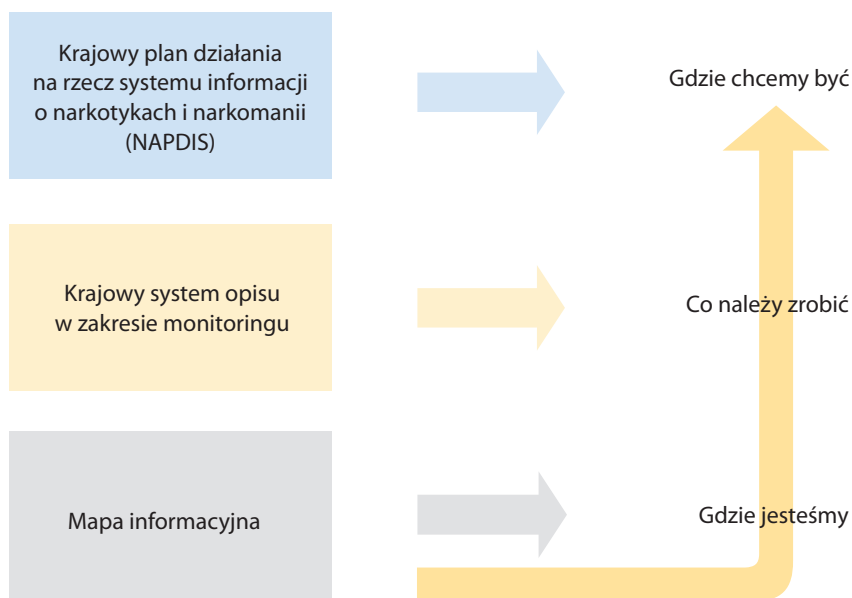 Krajowy plan działania
na rzecz systemu informacji
o narkotykach i narkomanii
(NAPDIS)
Gdzie chcemy być
Krajowy system opisu
w zakresie monitoringu
Co należy zrobić
Mapa informacyjna
Gdzie jesteśmy